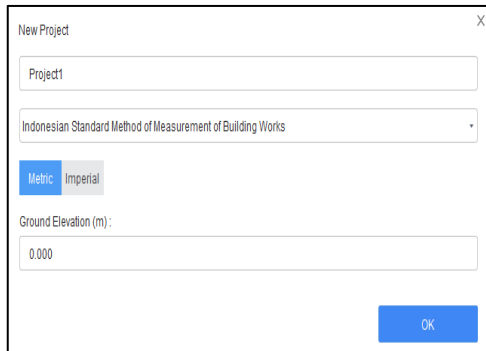 New Project
X
Project1
Indonesian Standard Method of Measurement of Building Works
Metric Imperial
Ground Elevation (m) :
0.000
OK